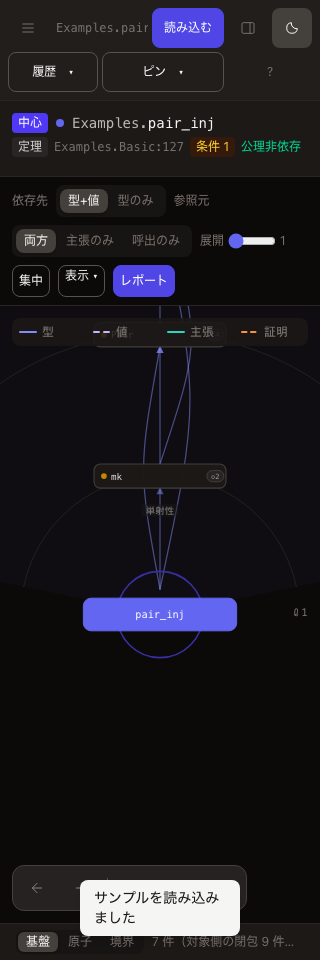 Examples.pair 読み込む
履歴 ▾ ピン ▾ ?
中心 Examples.pair_inj
定理 Examples.Basic:127 条件 1 公理非依存
依存先 型+値 型のみ 参照元
両方 主張のみ 呼出のみ 展開 1
集中 表示 ▾ レポート
型 値 主張 証明
mk ◇2
単射性
pair_inj
1
サンプルを読み込み
ました
基盤 原子 境界 7 件（対象側の閉包 9 件…